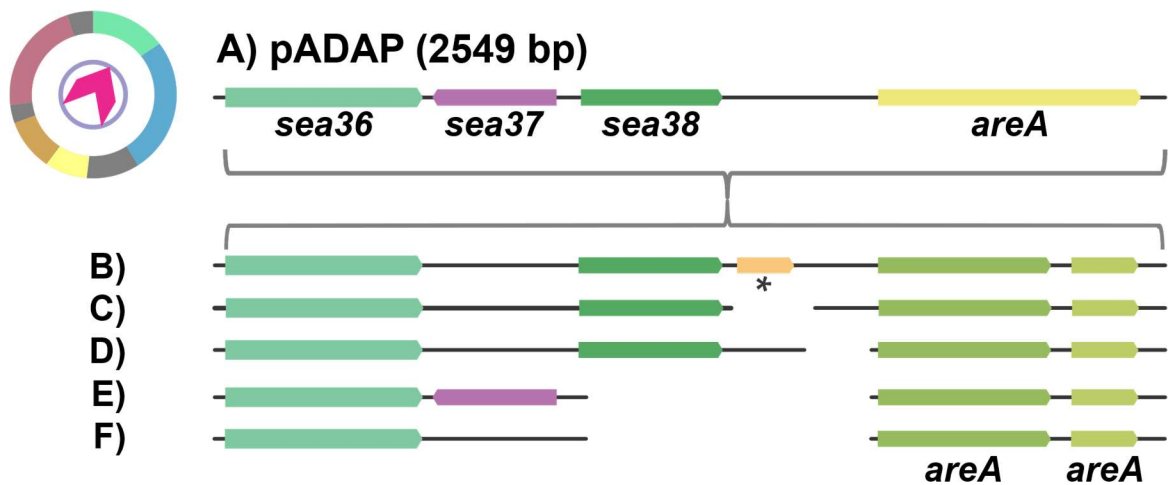 A) pADAP (2549 bp)
sea36 sea37 sea38 areA
B)
*
C)
D)
E)
F)
areA areA